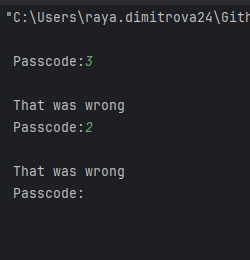 "C:\Users\raya.dimitrova24\Gith
Passcode:3
That was wrong
Passcode:2
That was wrong
Passcode: